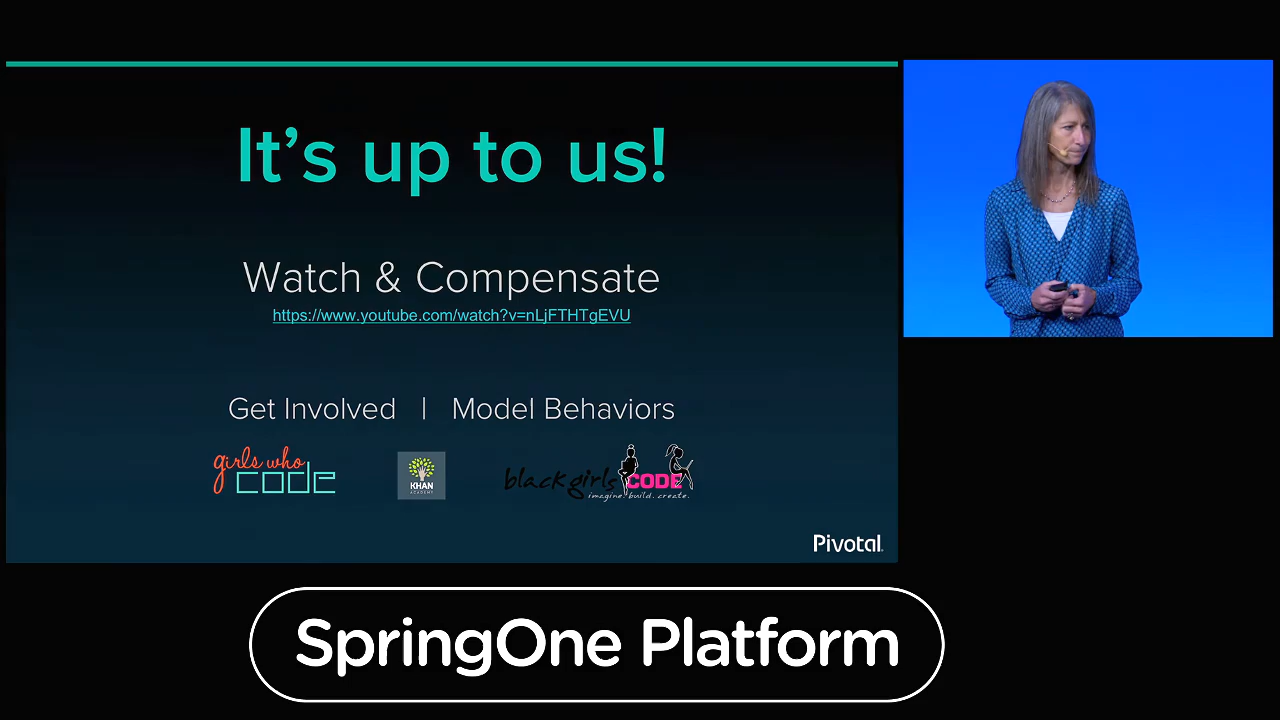 It's up to us!
Watch & Compensate
https://www.youtube.com/watch?v=nLjFTHTgEVU
Get Involved | Model Behaviors
girls who
code
KHAN
ACADEMY
black girls CODE
imagine. build. create.
Pivotal
SpringOne Platform